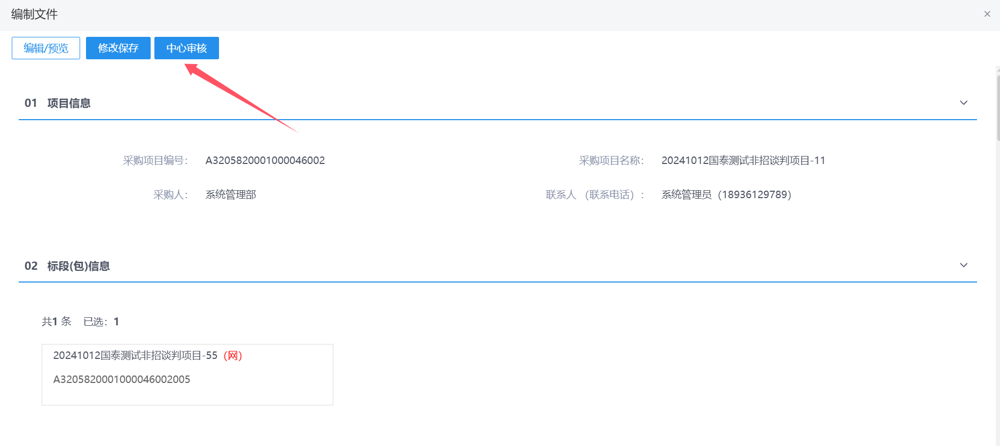 编制文件
编辑/预览 修改保存 中心审核
01 项目信息
采购项目编号： A3205820001000046002 采购项目名称： 20241012国泰测试非招谈判项目-11
采购人： 系统管理部 联系人 （联系电话）： 系统管理员（18936129789）
02 标段(包)信息
共1 条 已选：1
20241012国泰测试非招谈判项目-55（网）
A3205820001000046002005